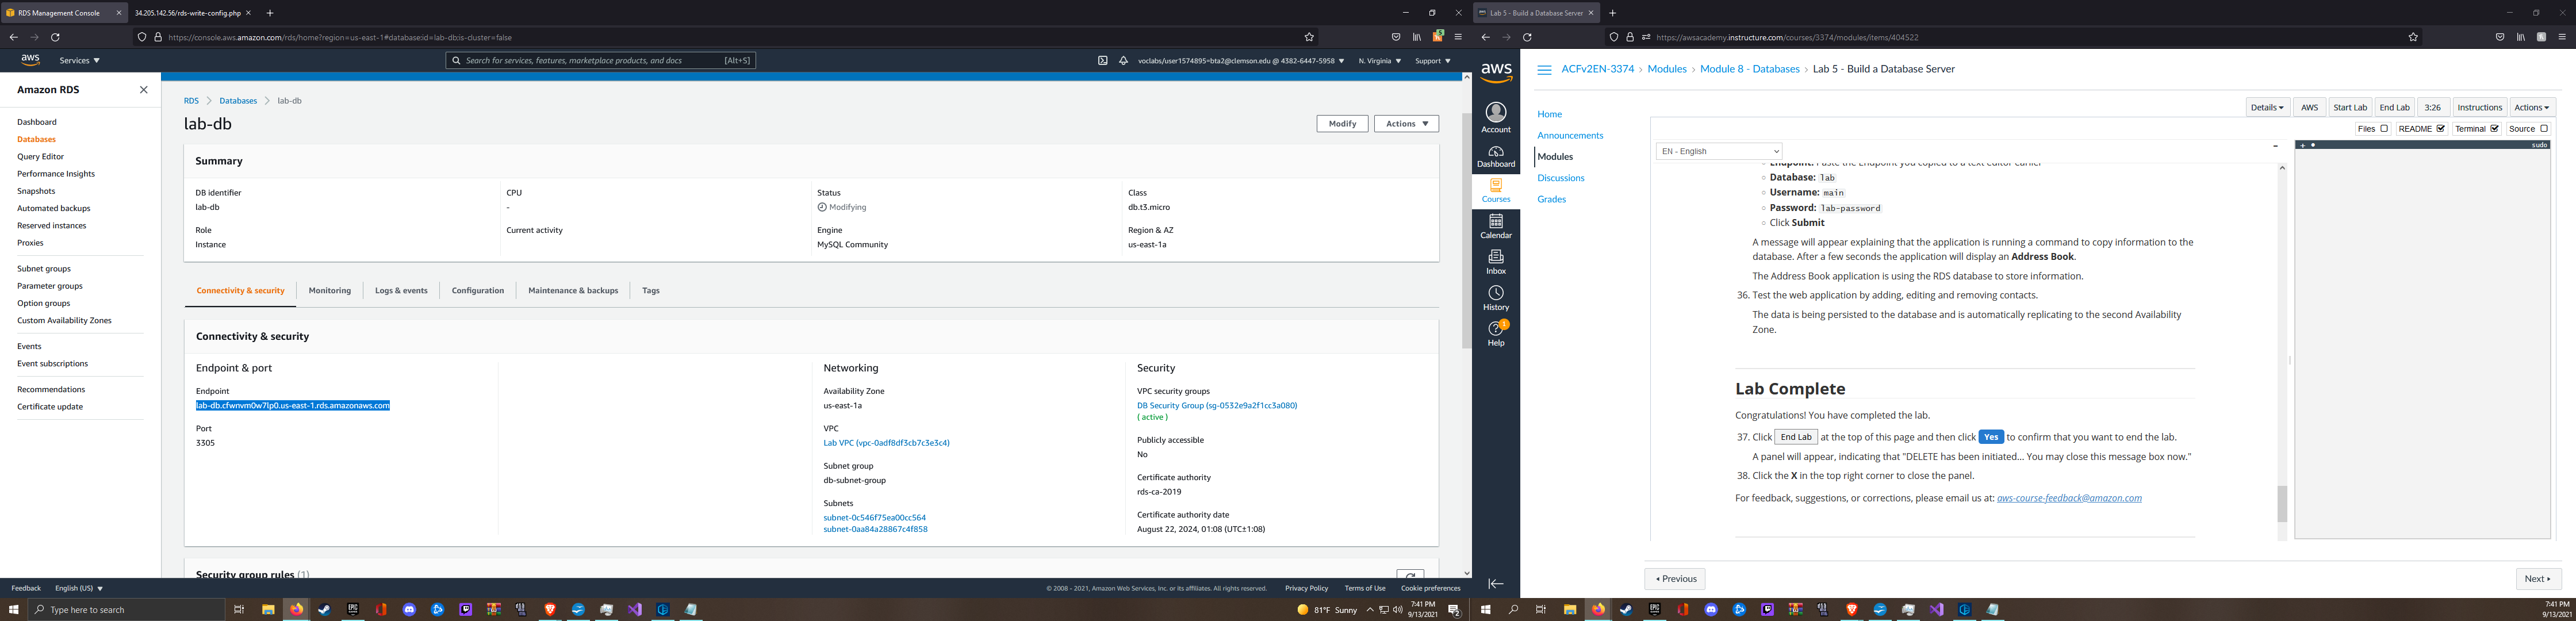 RDS Management Console
34.205.142.56/rds-write-config.php
https://console.aws.amazon.com/rds/home?region=us-east-1#database:id=lab-db;is-cluster=false
aws
Services
Search for services, features, marketplace products, and docs
[Alt+S]
voclabs/user1574895=bta2@clemson.edu @ 4382-6447-5958
N. Virginia
Support
Amazon RDS
Dashboard
Databases
Query Editor
Performance Insights
Snapshots
Automated backups
Reserved instances
Proxies
Subnet groups
Parameter groups
Option groups
Custom Availability Zones
Events
Event subscriptions
Recommendations
Certificate update
RDS
Databases
lab-db
lab-db
Modify
Actions
Summary
DB identifier
lab-db
CPU
-
Status
Modifying
Class
db.t3.micro
Role
Instance
Current activity
Engine
MySQL Community
Region & AZ
us-east-1a
Connectivity & security
Monitoring
Logs & events
Configuration
Maintenance & backups
Tags
Connectivity & security
Endpoint & port
Endpoint
lab-db.cfwnvm0w7lp0.us-east-1.rds.amazonaws.com
Port
3305
Networking
Availability Zone
us-east-1a
VPC
Lab VPC (vpc-0adf8df3cb7c3e3c4)
Subnet group
db-subnet-group
Subnets
subnet-0c546f75ea00cc564
subnet-0aa84a28867c4f858
Security
VPC security groups
DB Security Group (sg-0532e9a2f1cc3a080)
( active )
Publicly accessible
No
Certificate authority
rds-ca-2019
Certificate authority date
August 22, 2024, 01:08 (UTC±1:08)
Security group rules (1)
Feedback
English (US)
© 2008 - 2021, Amazon Web Services, Inc. or its affiliates. All rights reserved.
Privacy Policy
Terms of Use
Cookie preferences
Type here to search
81°F Sunny
7:41 PM
9/13/2021
2
Lab 5 - Build a Database Server
https://awsacademy.instructure.com/courses/3374/modules/items/404522
aws
Account
Dashboard
Courses
Calendar
Inbox
History
1
Help
ACFv2EN-3374
Modules
Module 8 - Databases
Lab 5 - Build a Database Server
Home
Announcements
Modules
Discussions
Grades
Details
AWS
Start Lab
End Lab
3:26
Instructions
Actions
Files
README
Terminal
Source
EN - English
sudo
Endpoint: Paste the Endpoint you copied to a text editor earlier
Database: lab
Username: main
Password: lab-password
Click Submit
A message will appear explaining that the application is running a command to copy information to the
database. After a few seconds the application will display an Address Book.
The Address Book application is using the RDS database to store information.
36. Test the web application by adding, editing and removing contacts.
The data is being persisted to the database and is automatically replicating to the second Availability
Zone.
Lab Complete
Congratulations! You have completed the lab.
37. Click End Lab at the top of this page and then click Yes to confirm that you want to end the lab.
A panel will appear, indicating that "DELETE has been initiated... You may close this message box now."
38. Click the X in the top right corner to close the panel.
For feedback, suggestions, or corrections, please email us at: aws-course-feedback@amazon.com
Previous
Next
7:41 PM
9/13/2021